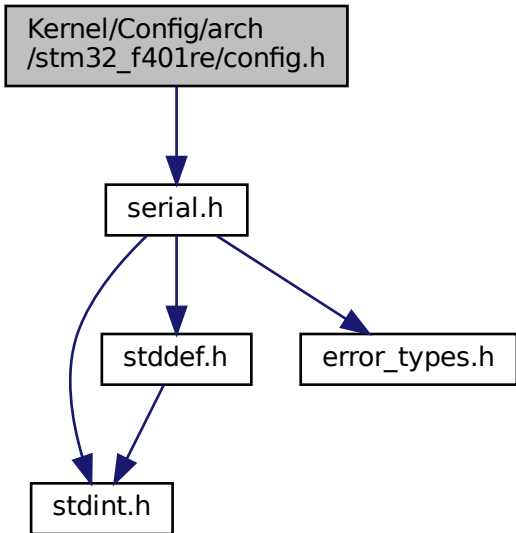 Kernel/Config/arch
/stm32_f401re/config.h
serial.h
stddef.h
error_types.h
stdint.h